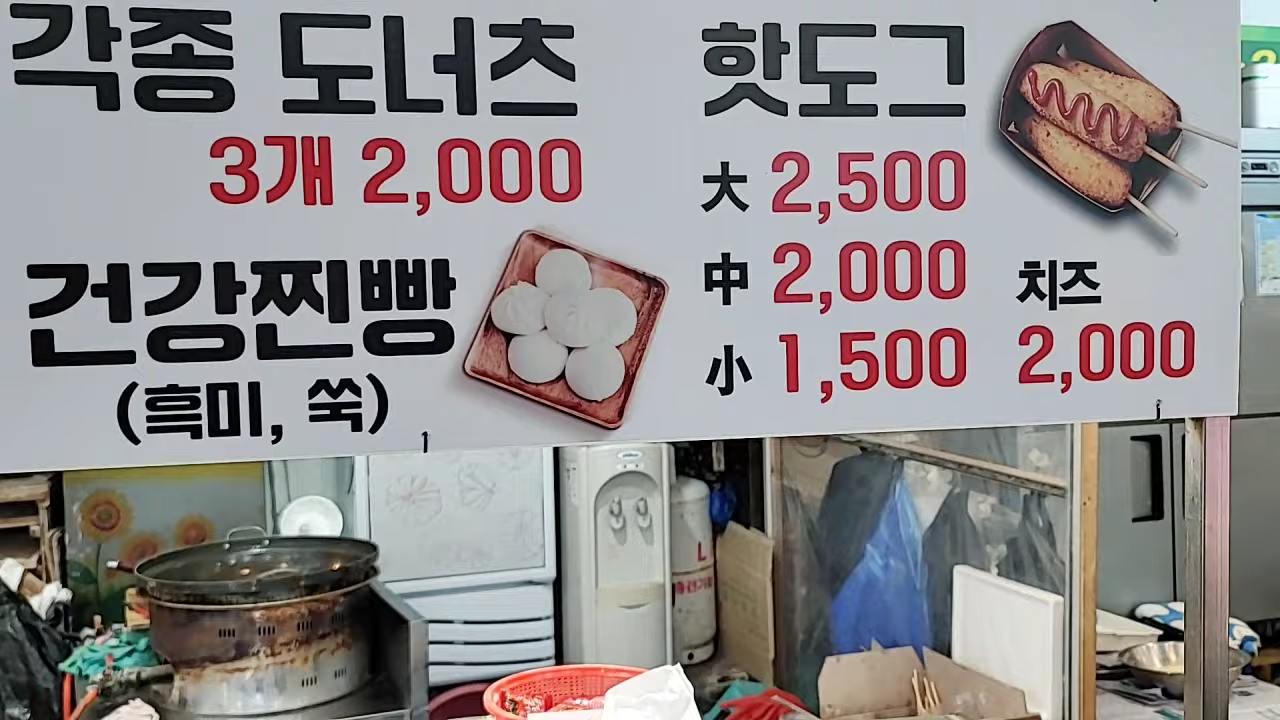 각종 도너츠
3개 2,000
건강찐빵
(흑미, 쑥)
핫도그
大 2,500
中 2,000
小 1,500
치즈
2,000
L